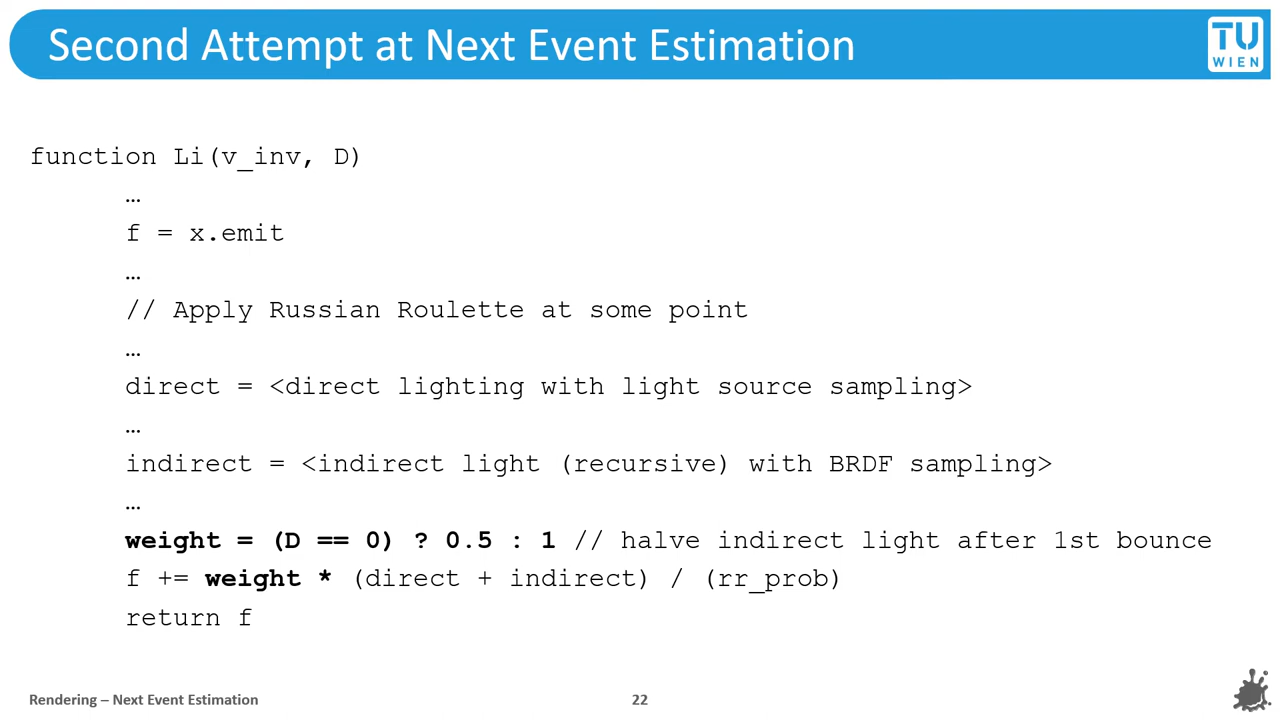 Second Attempt at Next Event Estimation
TU
WIEN
function Li(v_inv, D)
…
f = x.emit
…
// Apply Russian Roulette at some point
…
direct = <direct lighting with light source sampling>
…
indirect = <indirect light (recursive) with BRDF sampling>
…
weight = (D == 0) ? 0.5 : 1 // halve indirect light after 1st bounce
f += weight * (direct + indirect) / (rr_prob)
return f
Rendering – Next Event Estimation
22